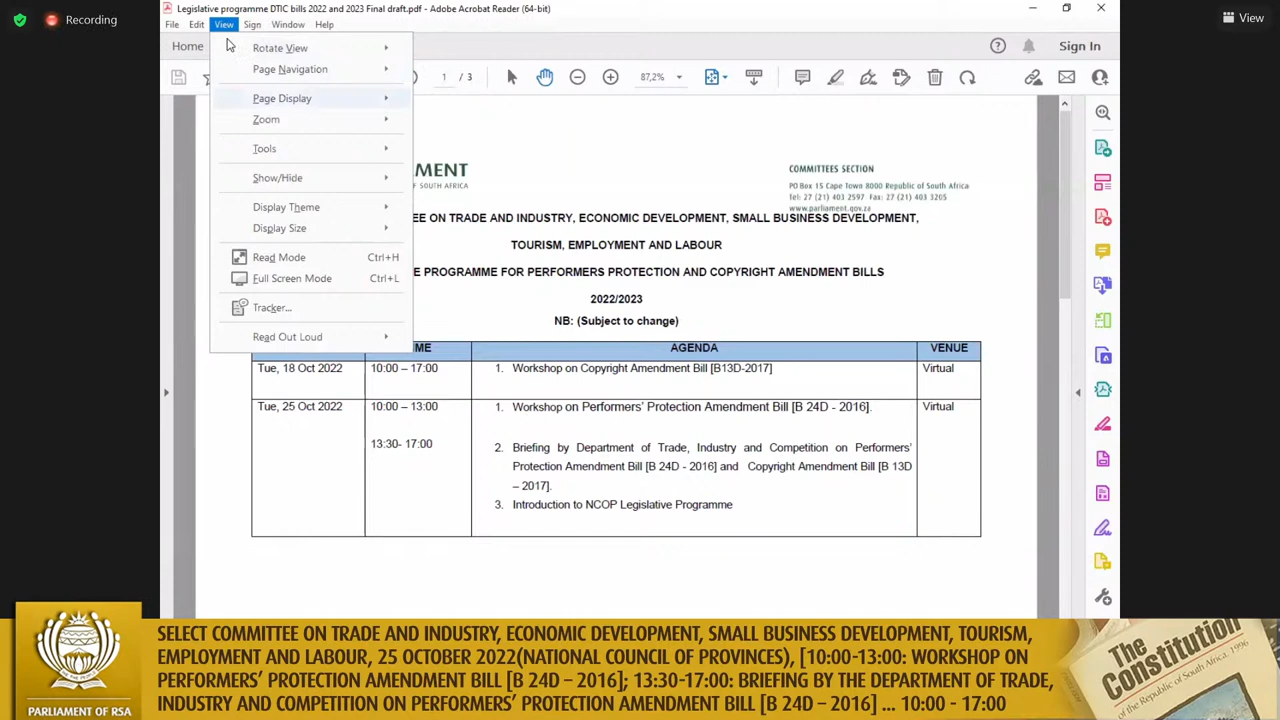 Recording
View
Legislative programme DTIC bills 2022 and 2023 Final draft.pdf - Adobe Acrobat Reader (64-bit)
File Edit View Sign Window Help
Home
Sign In
1 / 3
87,2%
Rotate View
Page Navigation
Page Display
Zoom
Tools
Show/Hide
Display Theme
Display Size
Read Mode Ctrl+H
Full Screen Mode Ctrl+L
Tracker...
Read Out Loud
MENT
OF SOUTH AFRICA
COMMITTEES SECTION
PO Box 15 Cape Town 8000 Republic of South Africa
Tel: 27 (21) 403 2597 Fax: 27 (21) 403 3205
www.parliament.gov.za
EE ON TRADE AND INDUSTRY, ECONOMIC DEVELOPMENT, SMALL BUSINESS DEVELOPMENT,
TOURISM, EMPLOYMENT AND LABOUR
E PROGRAMME FOR PERFORMERS PROTECTION AND COPYRIGHT AMENDMENT BILLS
2022/2023
NB: (Subject to change)
ME AGENDA VENUE
Tue, 18 Oct 2022 10:00 – 17:00 1. Workshop on Copyright Amendment Bill [B13D-2017] Virtual
Tue, 25 Oct 2022 10:00 – 13:00 1. Workshop on Performers' Protection Amendment Bill [B 24D - 2016]. Virtual
13:30- 17:00 2. Briefing by Department of Trade, Industry and Competition on Performers'
Protection Amendment Bill [B 24D - 2016] and Copyright Amendment Bill [B 13D
– 2017].
3. Introduction to NCOP Legislative Programme
SELECT COMMITTEE ON TRADE AND INDUSTRY, ECONOMIC DEVELOPMENT, SMALL BUSINESS DEVELOPMENT, TOURISM,
EMPLOYMENT AND LABOUR, 25 OCTOBER 2022(NATIONAL COUNCIL OF PROVINCES), [10:00-13:00: WORKSHOP ON
PERFORMERS' PROTECTION AMENDMENT BILL [B 24D – 2016]; 13:30-17:00: BRIEFING BY THE DEPARTMENT OF TRADE,
INDUSTRY AND COMPETITION ON PERFORMERS' PROTECTION AMENDMENT BILL [B 24D – 2016] ... 10:00 - 17:00
PARLIAMENT OF RSA
The
Constitution
of the Republic of South Africa, 1996